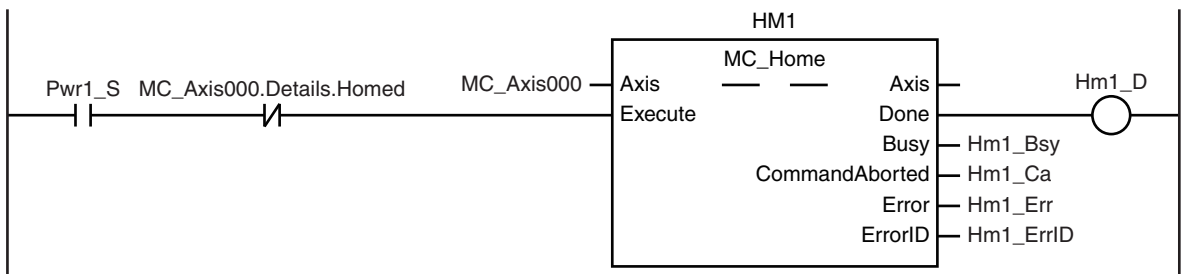 HM1
MC_Home
Pwr1_S MC_Axis000.Details.Homed MC_Axis000 Axis Axis Hm1_D
Execute Done
Busy Hm1_Bsy
CommandAborted Hm1_Ca
Error Hm1_Err
ErrorID Hm1_ErrID